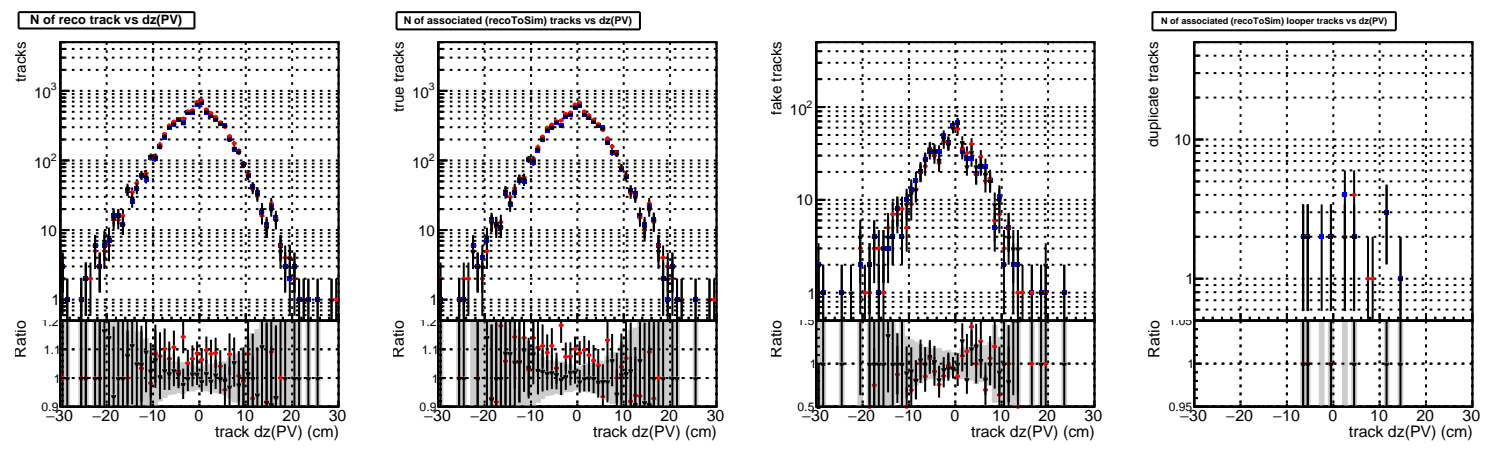 N of reco track vs dz(PV)
tracks
10³
10²
10
1
Ratio
1.2
1.1
1
0.9
−30 −20 −10 0 10 20 30
track dz(PV) (cm)
N of associated (recoToSim) tracks vs dz(PV)
true tracks
10³
10²
10
1
Ratio
1.2
1.1
1
0.9
−30 −20 −10 0 10 20 30
track dz(PV) (cm)
fake tracks
10²
10
1
Ratio
1.5
1
0.5
−30 −20 −10 0 10 20 30
track dz(PV) (cm)
N of associated (recoToSim) looper tracks vs dz(PV)
duplicate tracks
10
1
Ratio
1.05
1
0.95
−30 −20 −10 0 10 20 30
track dz(PV) (cm)